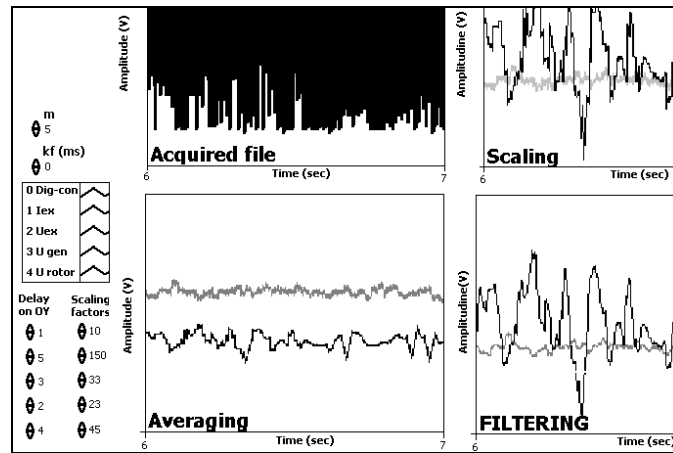 m
5
kf (ms)
0
0 Dig-con
1 Iex
2 Uex
3 U gen
4 U rotor
Delay on OY
Scaling factors
1
10
5
150
3
33
2
23
4
45
Amplitude (V)
Acquired file
6
Time (sec)
7
Amplitudine (V)
Scaling
6
Time (sec)
Amplitude (V)
Averaging
6
Time (sec)
7
Amplitudine(V)
FILTERING
6
Time (sec)